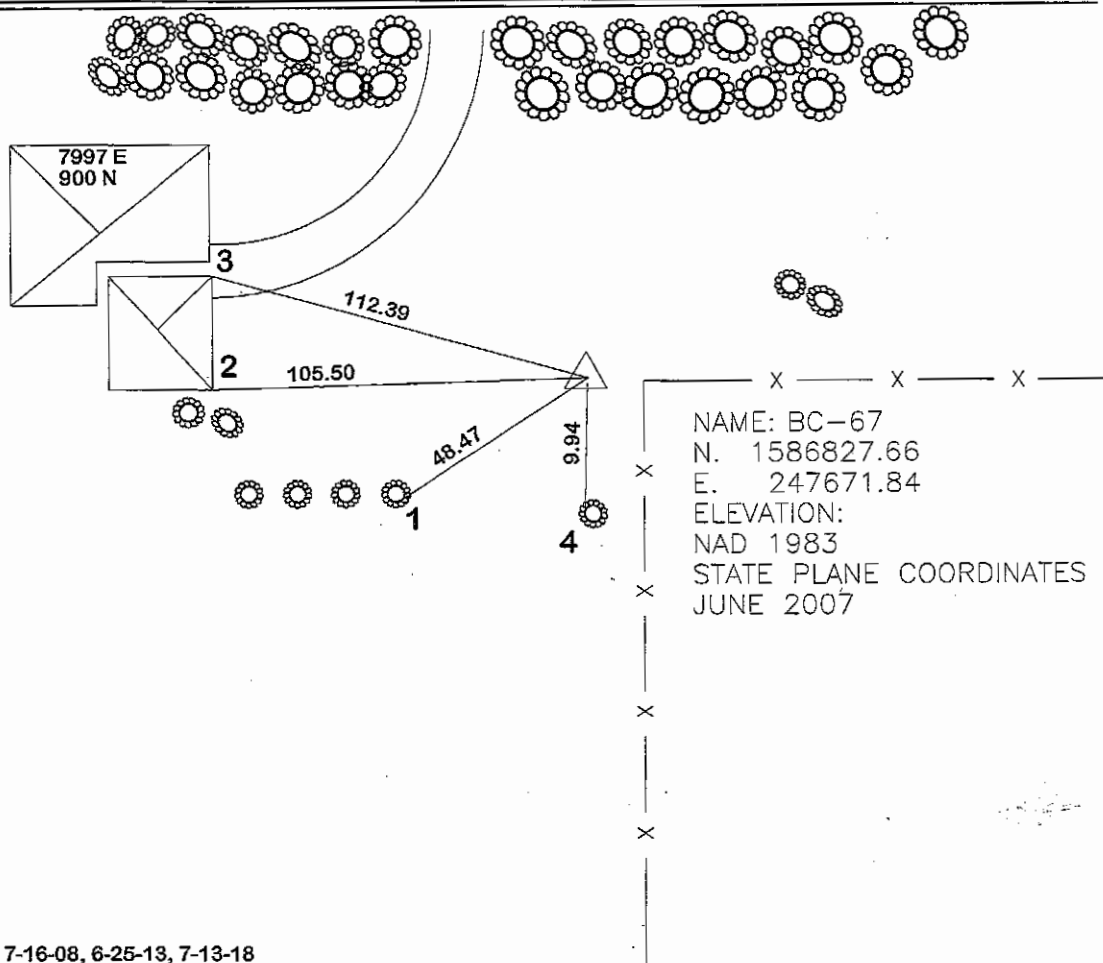 7997 E
900 N
3
112.39
2
105.50
48.47
9.94
1
4
X X X
X
X
X
X
NAME: BC-67
N. 1586827.66
E. 247671.84
ELEVATION:
NAD 1983
STATE PLANE COORDINATES
JUNE 2007
7-16-08, 6-25-13, 7-13-18